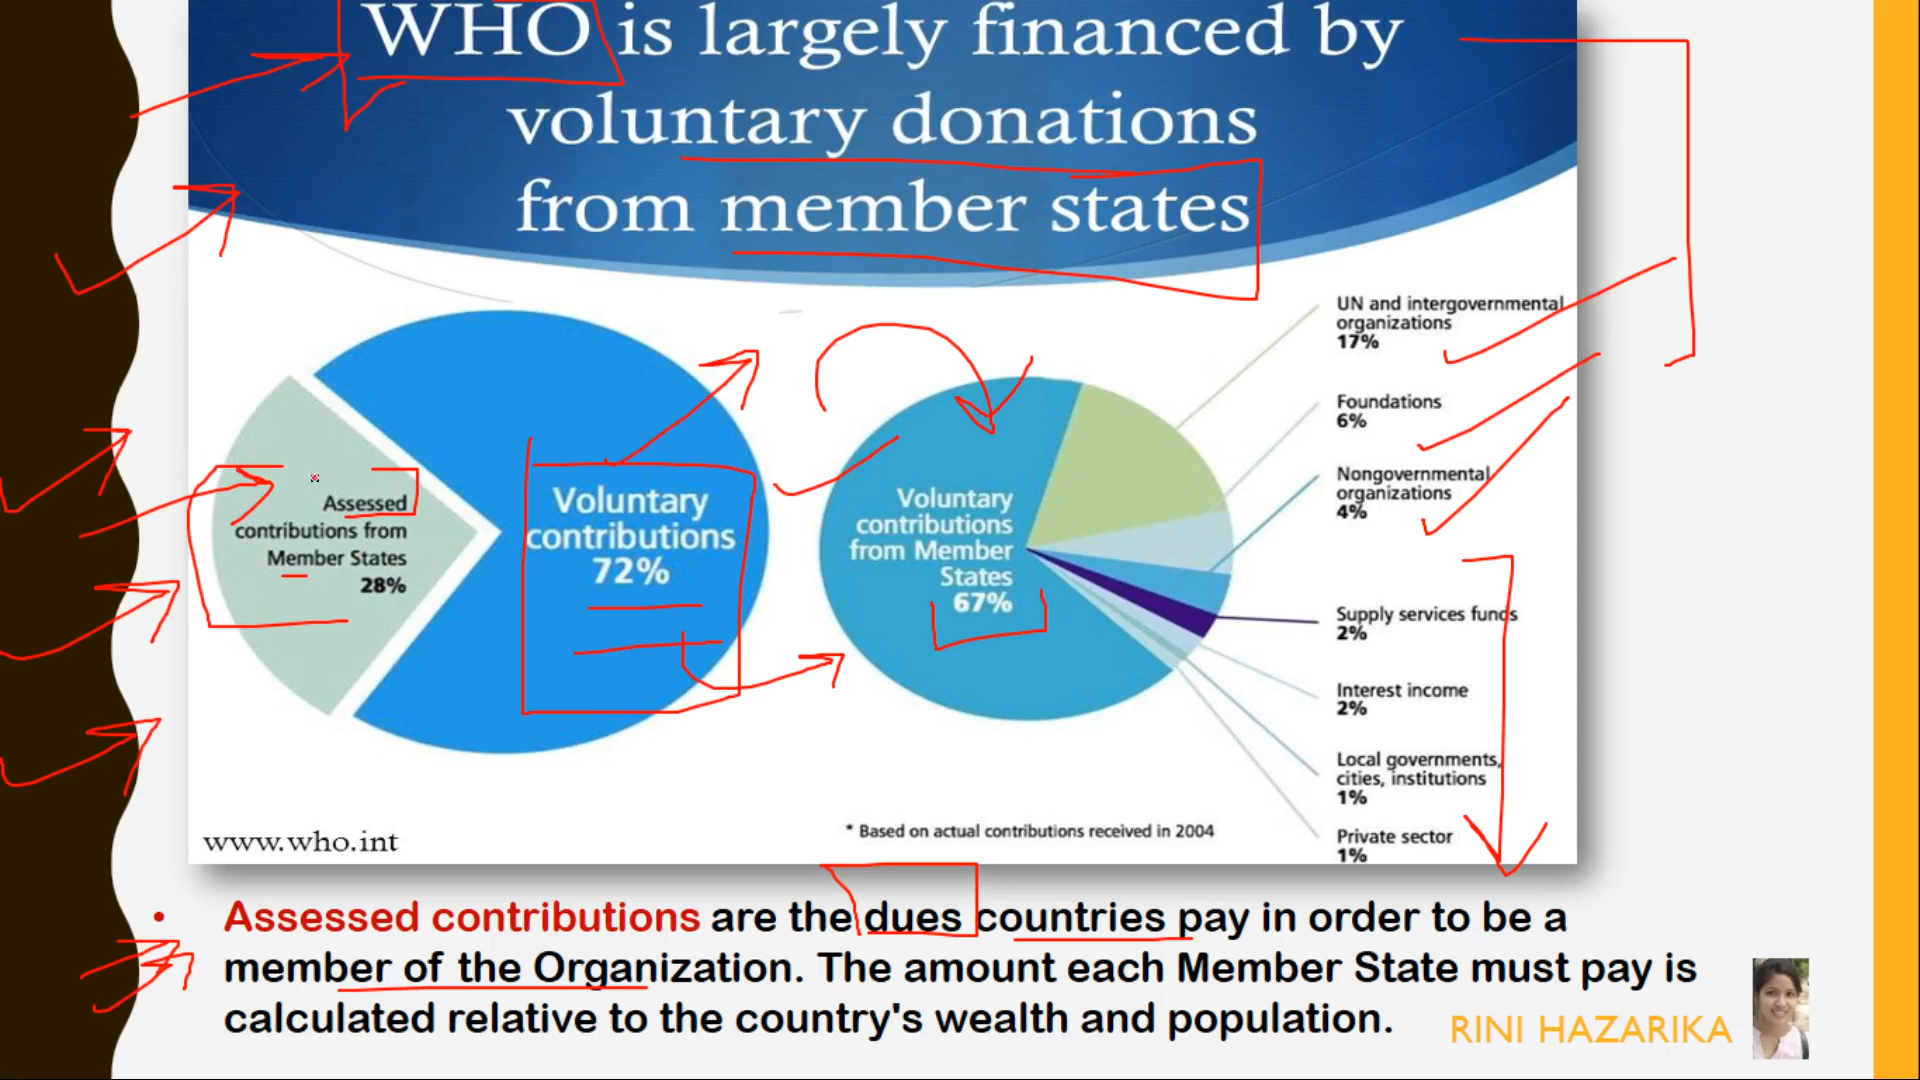 WHO is largely financed by
voluntary donations
from member states
Assessed
contributions from
Member States
28%
Voluntary
contributions
72%
Voluntary
contributions
from Member
States
67%
UN and intergovernmental
organizations
17%
Foundations
6%
Nongovernmental
organizations
4%
Supply services funds
2%
Interest income
2%
Local governments,
cities, institutions
1%
Private sector
1%
* Based on actual contributions received in 2004
www.who.int
• Assessed contributions are the dues countries pay in order to be a
member of the Organization. The amount each Member State must pay is
calculated relative to the country's wealth and population.
RINI HAZARIKA